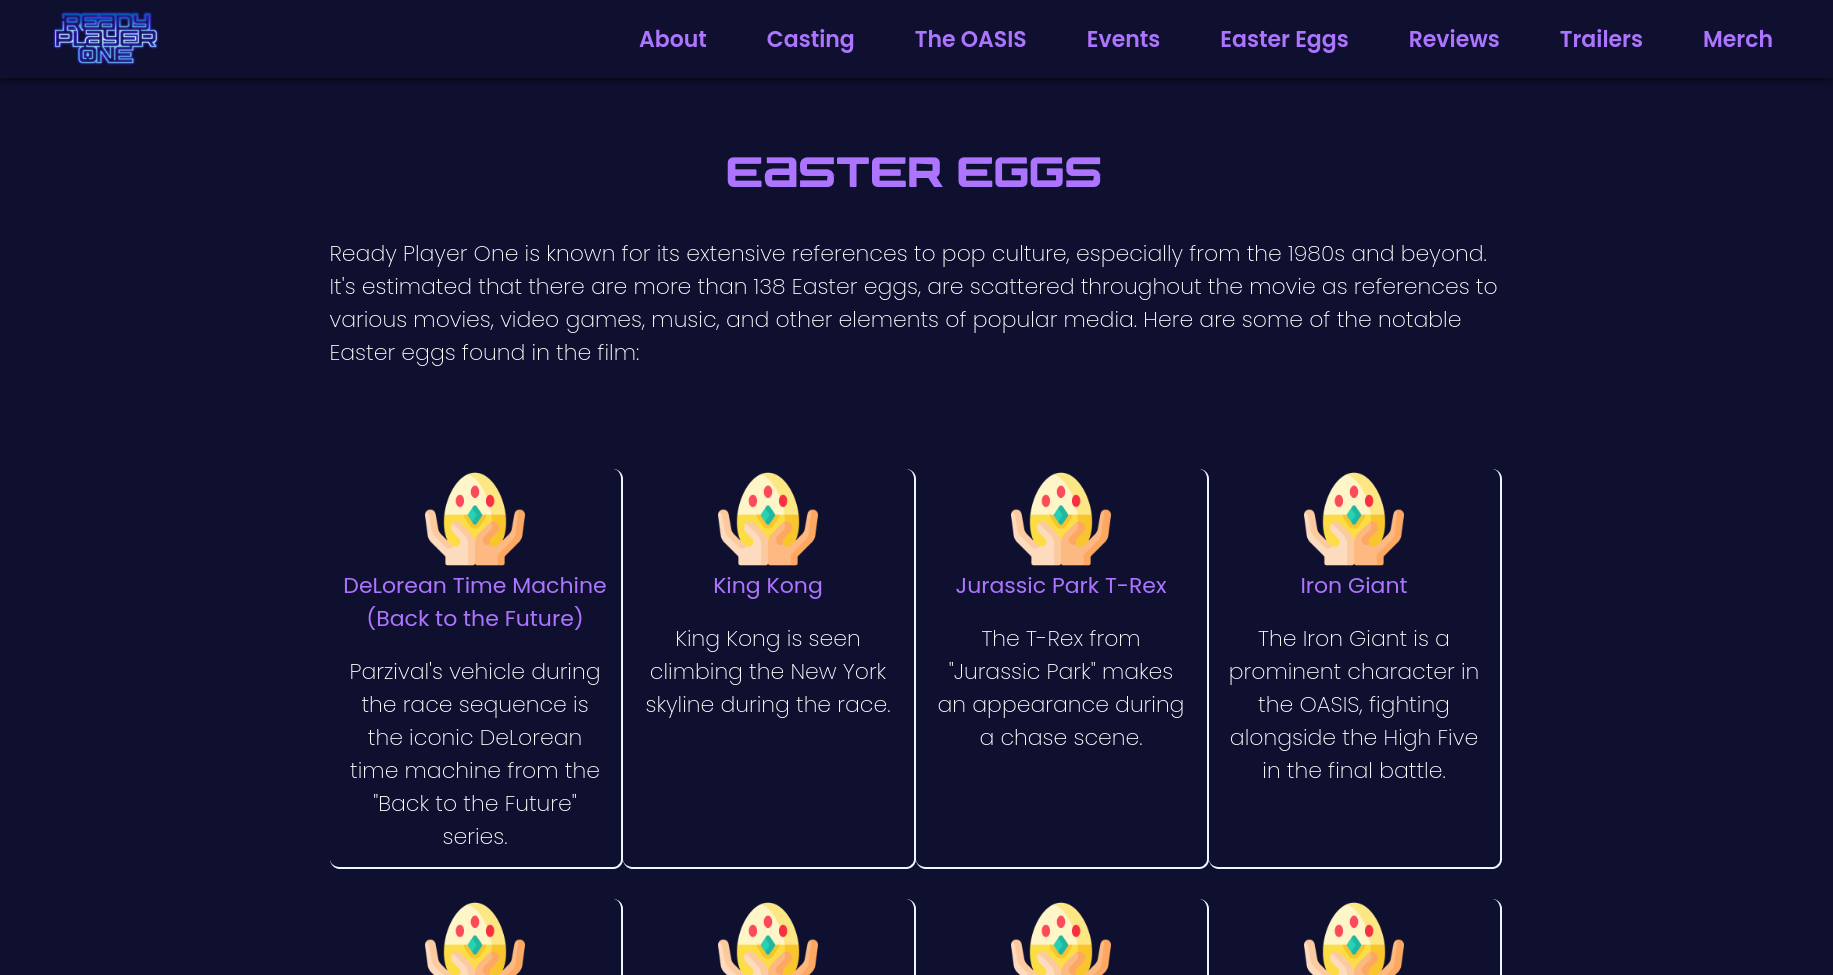 READY
PLAYER
ONE
About
Casting
The OASIS
Events
Easter Eggs
Reviews
Trailers
Merch
EaSTER EGGS
Ready Player One is known for its extensive references to pop culture, especially from the 1980s and beyond.
It's estimated that there are more than 138 Easter eggs, are scattered throughout the movie as references to
various movies, video games, music, and other elements of popular media. Here are some of the notable
Easter eggs found in the film:
DeLorean Time Machine
(Back to the Future)
Parzival's vehicle during
the race sequence is
the iconic DeLorean
time machine from the
"Back to the Future"
series.
King Kong
King Kong is seen
climbing the New York
skyline during the race.
Jurassic Park T-Rex
The T-Rex from
"Jurassic Park" makes
an appearance during
a chase scene.
Iron Giant
The Iron Giant is a
prominent character in
the OASIS, fighting
alongside the High Five
in the final battle.